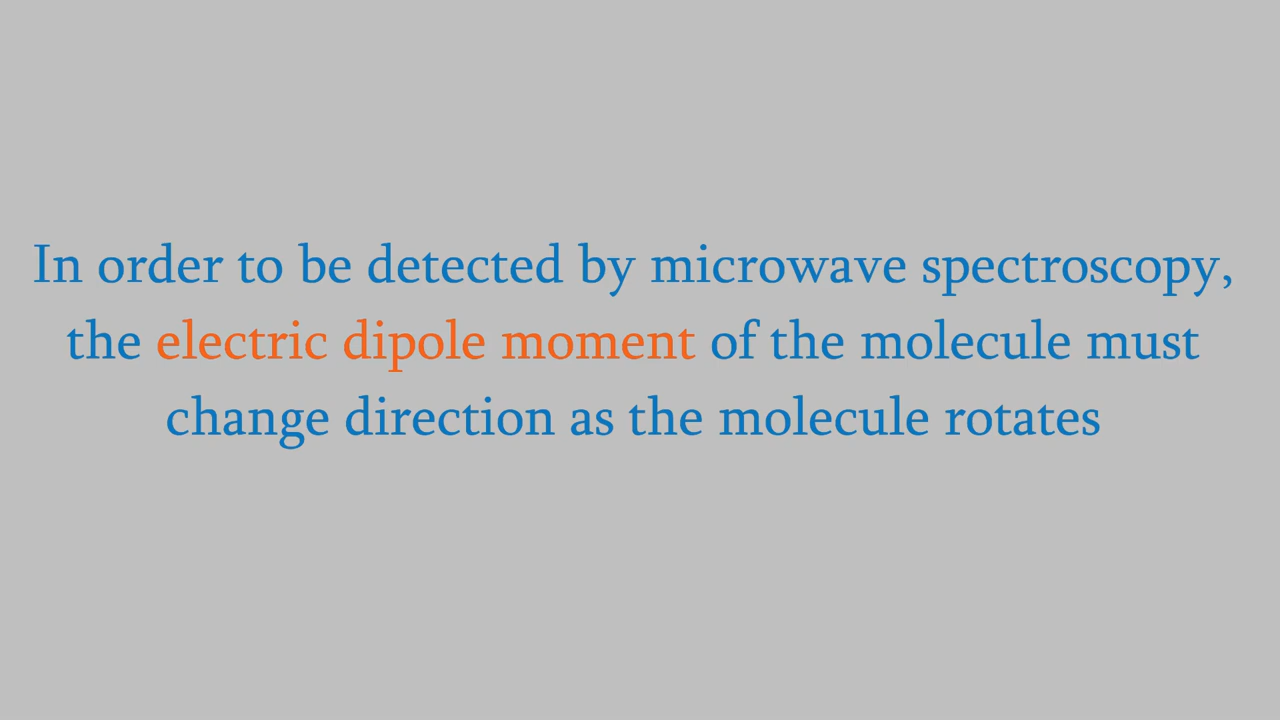 In order to be detected by microwave spectroscopy,
the electric dipole moment of the molecule must
change direction as the molecule rotates